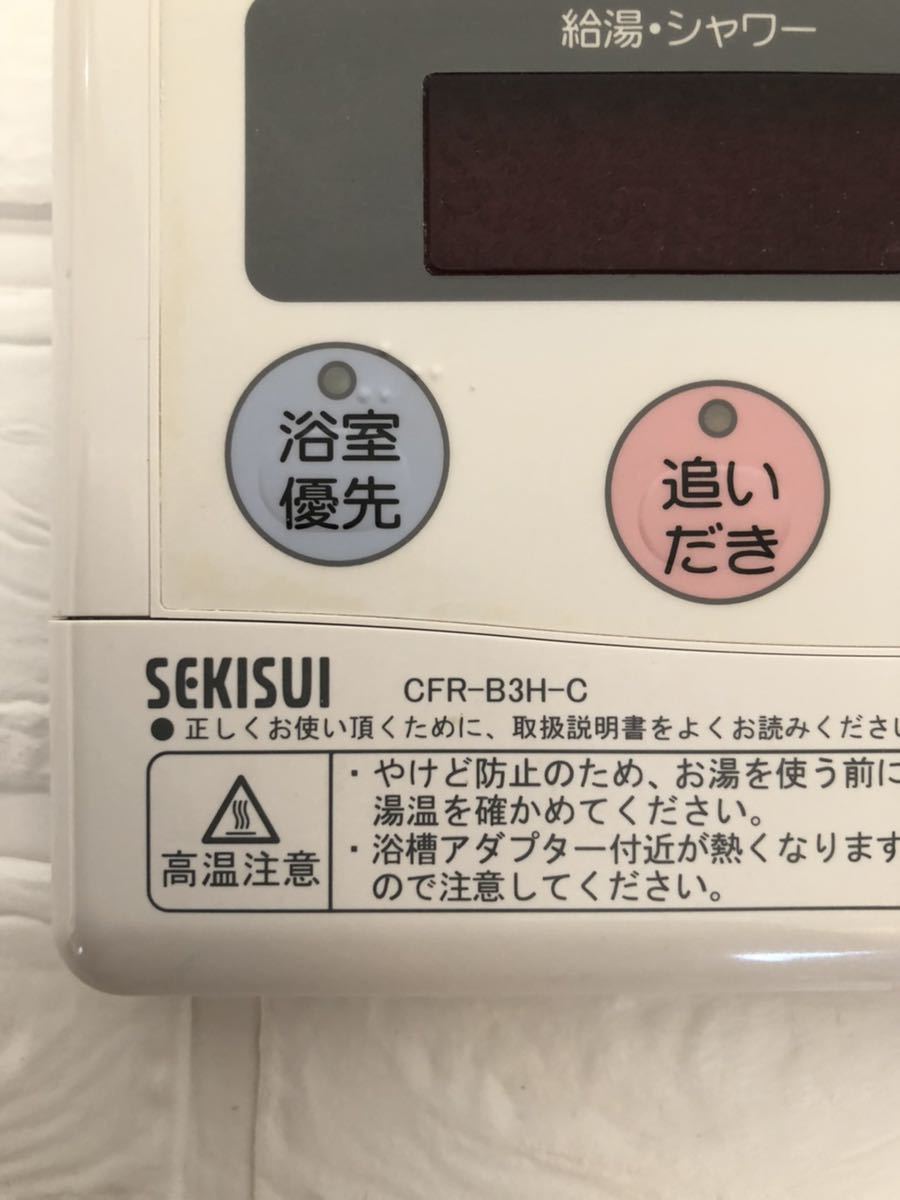 給湯・シャワー
浴室
優先
追い
だき
SEKISUI CFR-B3H-C
●正しくお使い頂くために、取扱説明書をよくお読みくださ
高温注意
・やけど防止のため、お湯を使う前に
湯温を確かめてください。
・浴槽アダプター付近が熱くなります
ので注意してください。